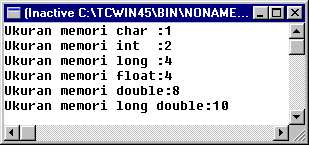 (Inactive C:\TCWIN45\BIN\NONAME...
Ukuran memori char :1
Ukuran memori int  :2
Ukuran memori long :4
Ukuran memori float:4
Ukuran memori double:8
Ukuran memori long double:10